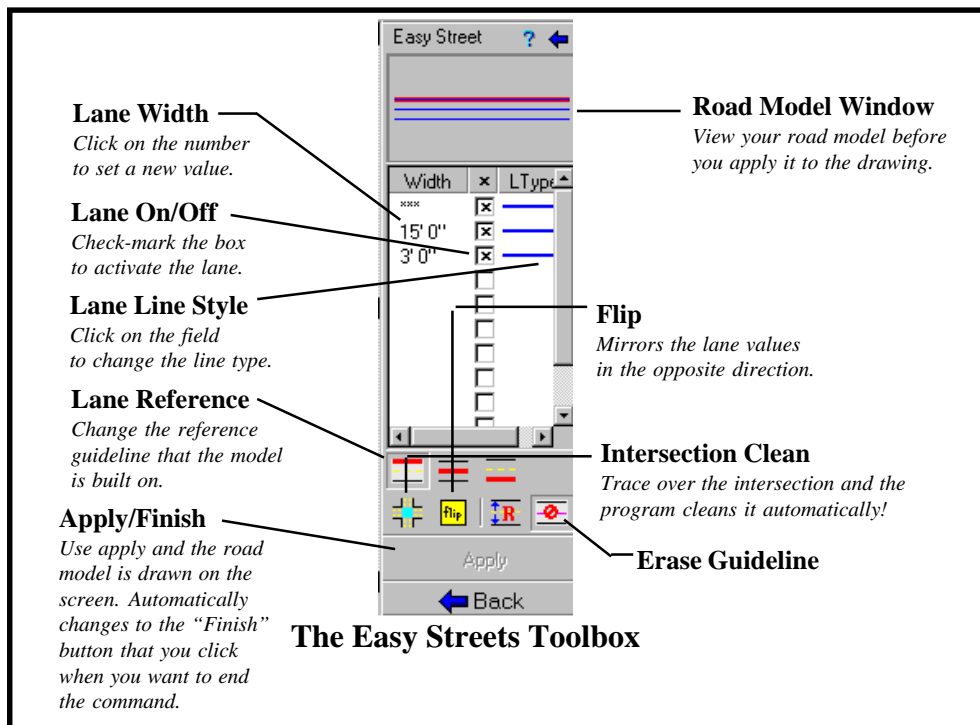 Easy Street ?
Lane Width
Click on the number
to set a new value.
Lane On/Off
Check-mark the box
to activate the lane.
Lane Line Style
Click on the field
to change the line type.
Lane Reference
Change the reference
guideline that the model
is built on.
Apply/Finish
Use apply and the road
model is drawn on the
screen. Automatically
changes to the “Finish”
button that you click
when you want to end
the command.
Width x LType
***
15' 0"
3' 0"
flip
R
Apply
Back
Road Model Window
View your road model before
you apply it to the drawing.
Flip
Mirrors the lane values
in the opposite direction.
Intersection Clean
Trace over the intersection and the
program cleans it automatically!
Erase Guideline
The Easy Streets Toolbox